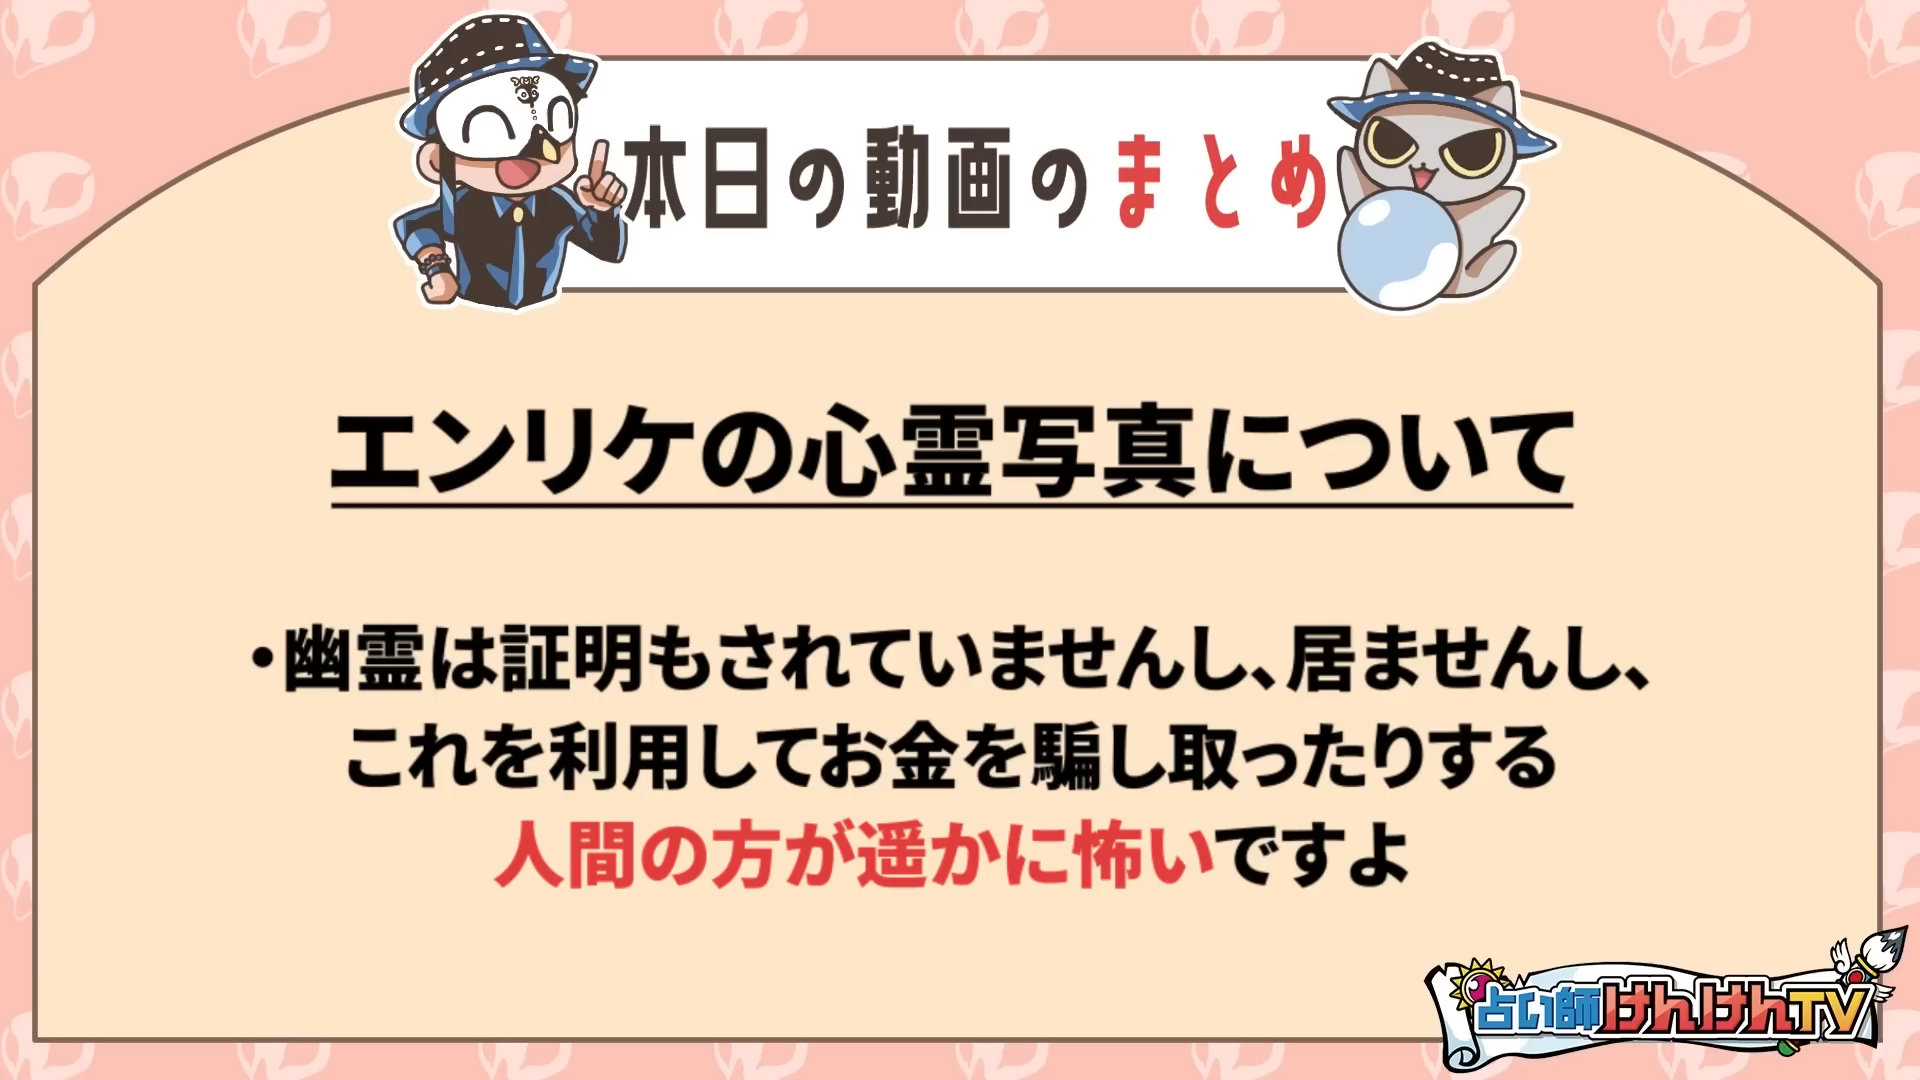 本日の動画のまとめ
エンリケの心霊写真について
・幽霊は証明もされていませんし、居ませんし、
これを利用してお金を騙し取ったりする
人間の方が遥かに怖いですよ
占い師けんけんTV